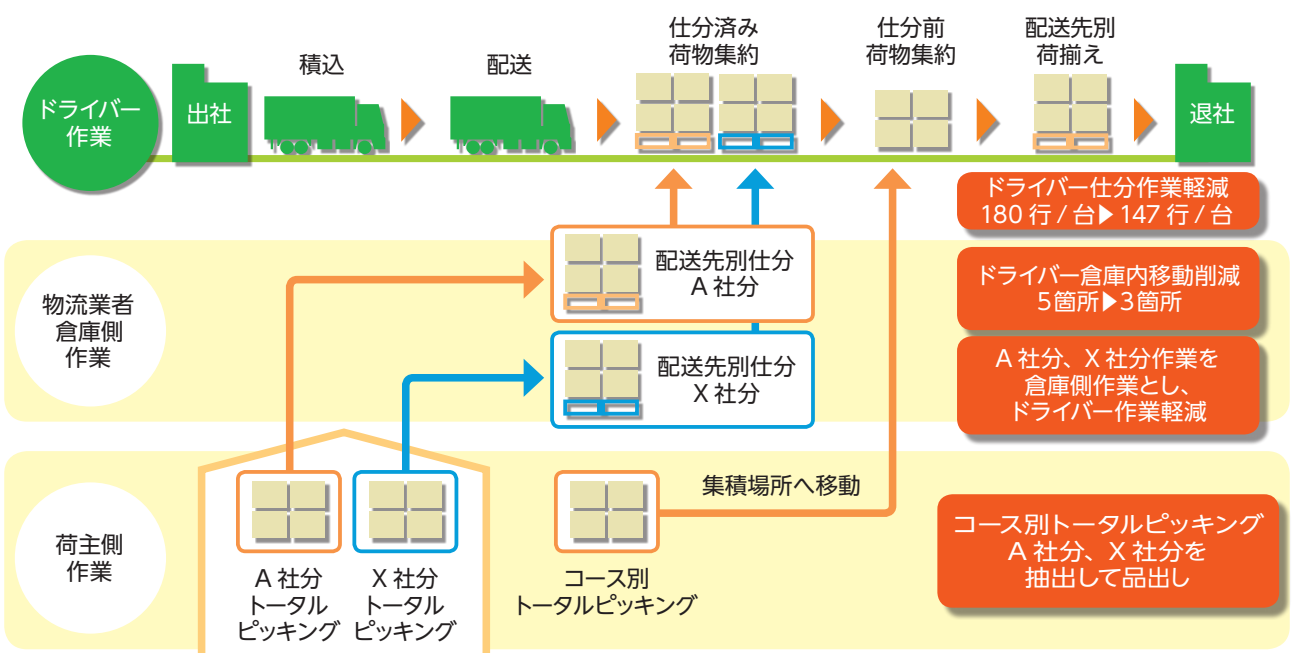 ドライバー
作業
出社
積込
配送
仕分済み
荷物集約
仕分前
荷物集約
配送先別
荷揃え
退社
ドライバー仕分作業軽減
180 行 / 台▶147 行 / 台
物流業者
倉庫側
作業
配送先別仕分
A 社分
配送先別仕分
X 社分
ドライバー倉庫内移動削減
5箇所▶3箇所
A 社分、X 社分作業を
倉庫側作業とし、
ドライバー作業軽減
荷主側
作業
A 社分
トータル
ピッキング
X 社分
トータル
ピッキング
コース別
トータルピッキング
集積場所へ移動
コース別トータルピッキング
A 社分、X 社分を
抽出して品出し